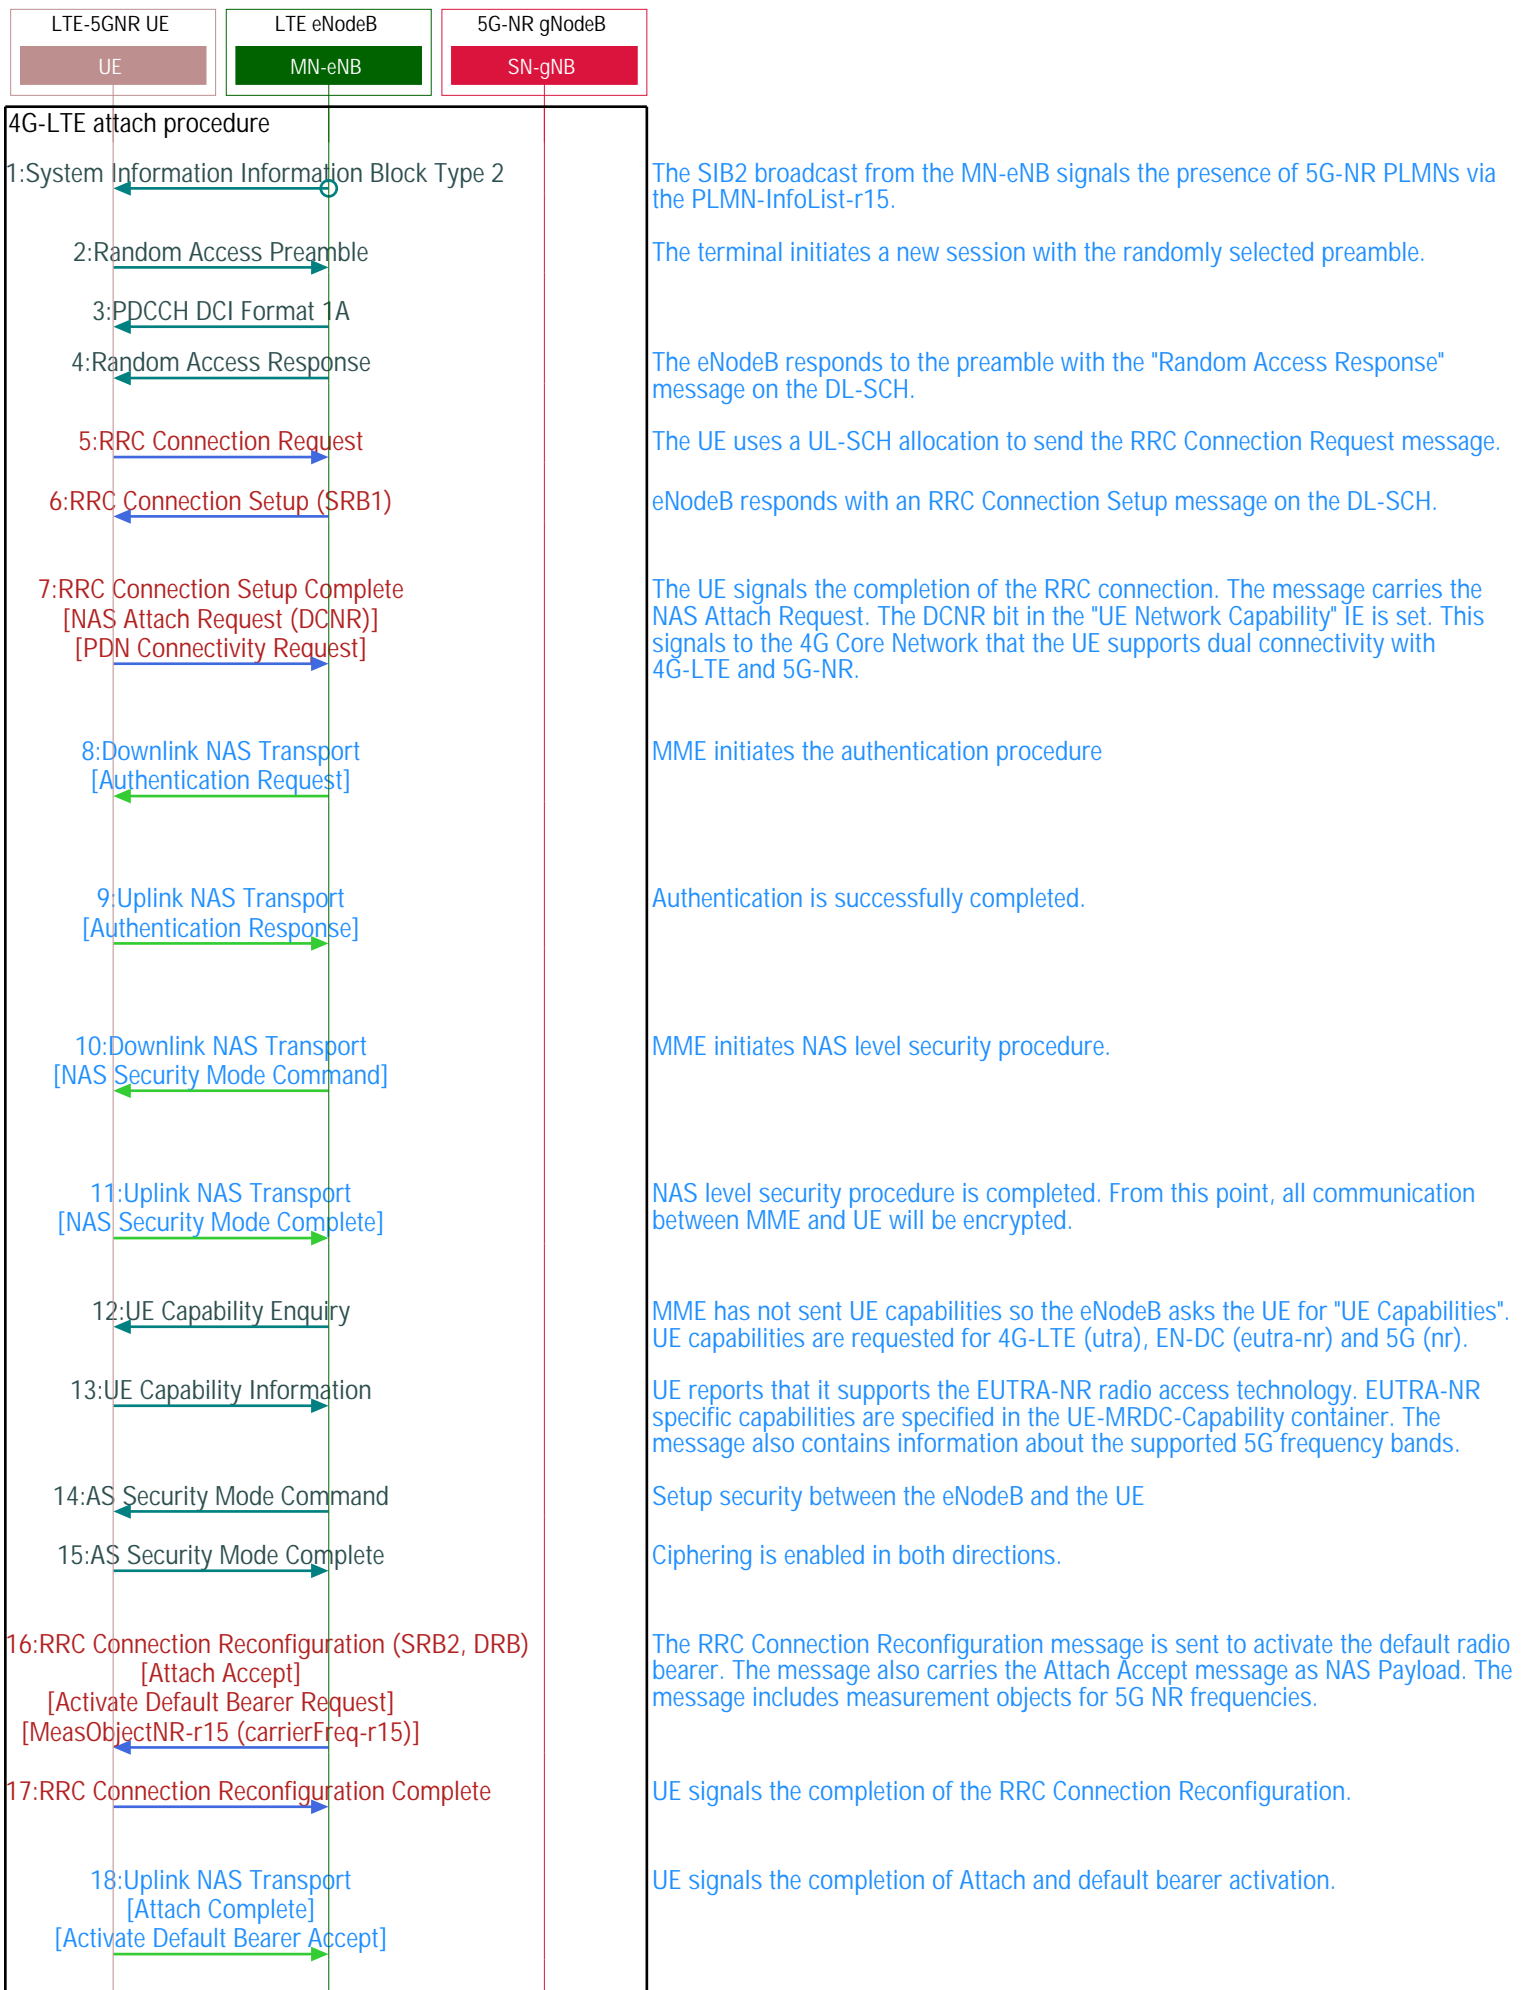 LTE-5GNR UE
LTE eNodeB
5G-NR gNodeB
UE
MN-eNB
SN-gNB
4G-LTE attach procedure
1:System Information Information Block Type 2
The SIB2 broadcast from the MN-eNB signals the presence of 5G-NR PLMNs via
the PLMN-InfoList-r15.
2:Random Access Preamble
The terminal initiates a new session with the randomly selected preamble.
3:PDCCH DCI Format 1A
4:Random Access Response
The eNodeB responds to the preamble with the "Random Access Response"
message on the DL-SCH.
5:RRC Connection Request
The UE uses a UL-SCH allocation to send the RRC Connection Request message.
6:RRC Connection Setup (SRB1)
eNodeB responds with an RRC Connection Setup message on the DL-SCH.
7:RRC Connection Setup Complete
[NAS Attach Request (DCNR)]
[PDN Connectivity Request]
The UE signals the completion of the RRC connection. The message carries the
NAS Attach Request. The DCNR bit in the "UE Network Capability" IE is set. This
signals to the 4G Core Network that the UE supports dual connectivity with
4G-LTE and 5G-NR.
8:Downlink NAS Transport
[Authentication Request]
MME initiates the authentication procedure
9:Uplink NAS Transport
[Authentication Response]
Authentication is successfully completed.
10:Downlink NAS Transport
[NAS Security Mode Command]
MME initiates NAS level security procedure.
11:Uplink NAS Transport
[NAS Security Mode Complete]
NAS level security procedure is completed. From this point, all communication
between MME and UE will be encrypted.
12:UE Capability Enquiry
MME has not sent UE capabilities so the eNodeB asks the UE for "UE Capabilities".
UE capabilities are requested for 4G-LTE (utra), EN-DC (eutra-nr) and 5G (nr).
13:UE Capability Information
UE reports that it supports the EUTRA-NR radio access technology. EUTRA-NR
specific capabilities are specified in the UE-MRDC-Capability container. The
message also contains information about the supported 5G frequency bands.
14:AS Security Mode Command
Setup security between the eNodeB and the UE
15:AS Security Mode Complete
Ciphering is enabled in both directions.
16:RRC Connection Reconfiguration (SRB2, DRB)
[Attach Accept]
[Activate Default Bearer Request]
[MeasObjectNR-r15 (carrierFreq-r15)]
The RRC Connection Reconfiguration message is sent to activate the default radio
bearer. The message also carries the Attach Accept message as NAS Payload. The
message includes measurement objects for 5G NR frequencies.
17:RRC Connection Reconfiguration Complete
UE signals the completion of the RRC Connection Reconfiguration.
18:Uplink NAS Transport
[Attach Complete]
[Activate Default Bearer Accept]
UE signals the completion of Attach and default bearer activation.